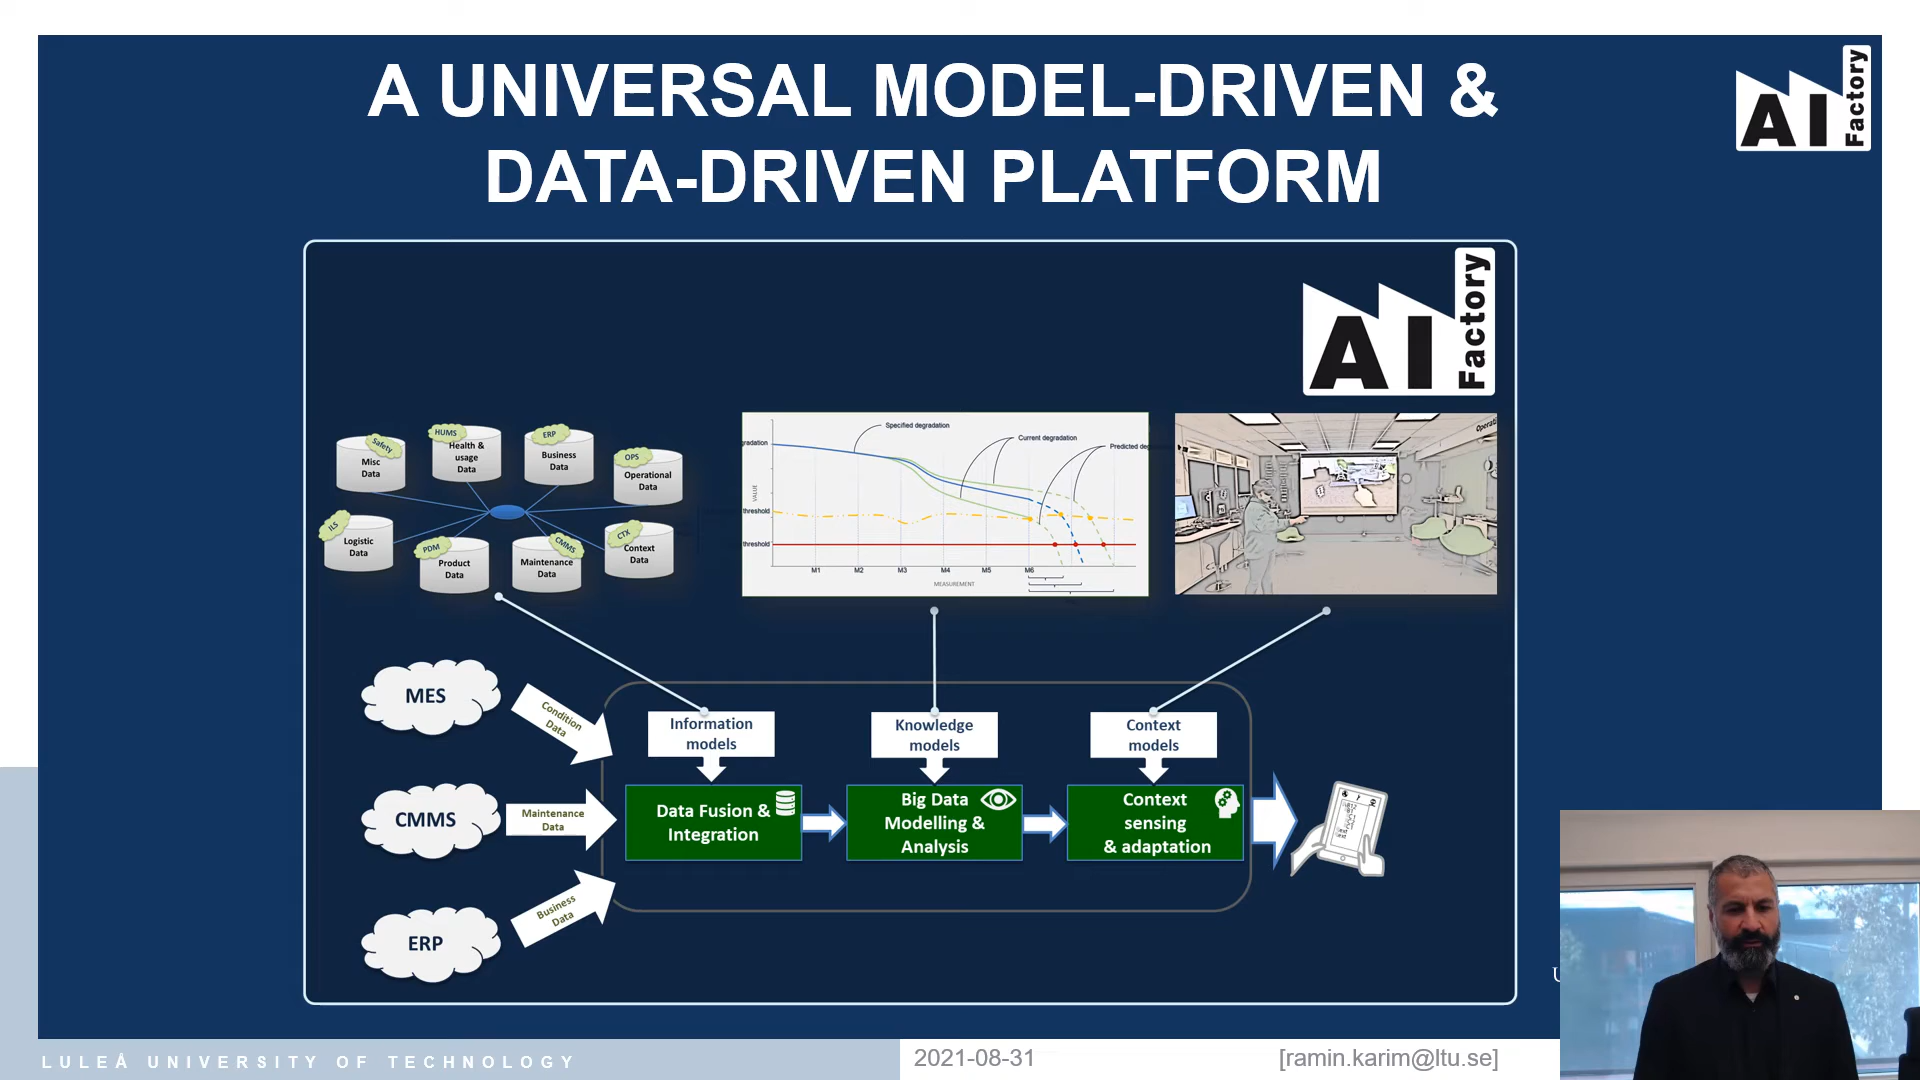 A UNIVERSAL MODEL-DRIVEN &
DATA-DRIVEN PLATFORM
AI Factory
AI Factory
Safety
Misc
Data
HUMS
Health &
usage
Data
ERP
Business
Data
OPS
Operational
Data
ILS
Logistic
Data
PDM
Product
Data
CMMS
Maintenance
Data
CTX
Context
Data
Specified degradation
Current degradation
Predicted de
radation
VALUE
threshold
threshold
M1 M2 M3 M4 M5 M6
MEASUREMENT
Operat
MES
Condition
Data
CMMS
Maintenance
Data
ERP
Business
Data
Information
models
Knowledge
models
Context
models
Data Fusion &
Integration
Big Data
Modelling &
Analysis
Context
sensing
& adaptation
U
LULEÅ UNIVERSITY OF TECHNOLOGY
2021-08-31
[ramin.karim@ltu.se]